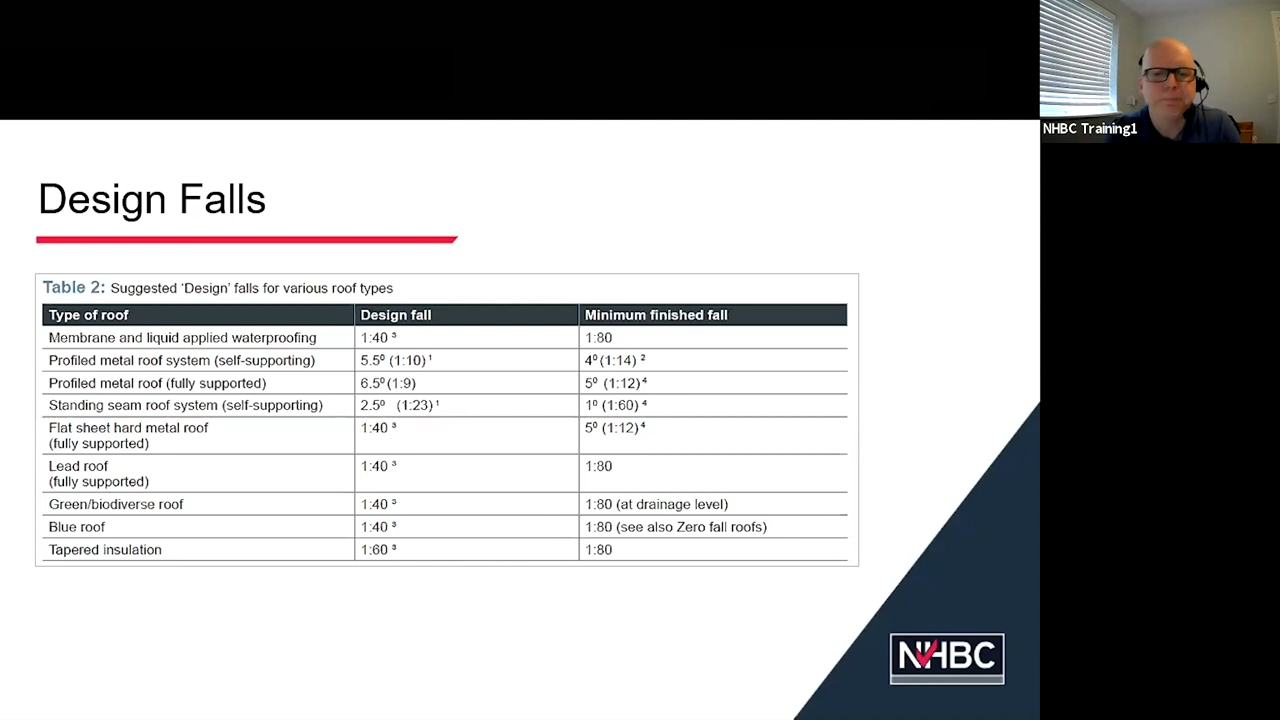 NHBC Training1
Design Falls
Table 2: Suggested 'Design' falls for various roof types
Type of roof Design fall Minimum finished fall
Membrane and liquid applied waterproofing 1:40 ³ 1:80
Profiled metal roof system (self-supporting) 5.5⁰ (1:10) ¹ 4⁰ (1:14) ²
Profiled metal roof (fully supported) 6.5⁰ (1:9) 5⁰ (1:12) ⁴
Standing seam roof system (self-supporting) 2.5⁰ (1:23) ¹ 1⁰ (1:60) ⁴
Flat sheet hard metal roof 1:40 ³ 5⁰ (1:12) ⁴
(fully supported)
Lead roof 1:40 ³ 1:80
(fully supported)
Green/biodiverse roof 1:40 ³ 1:80 (at drainage level)
Blue roof 1:40 ³ 1:80 (see also Zero fall roofs)
Tapered insulation 1:60 ³ 1:80
NHBC